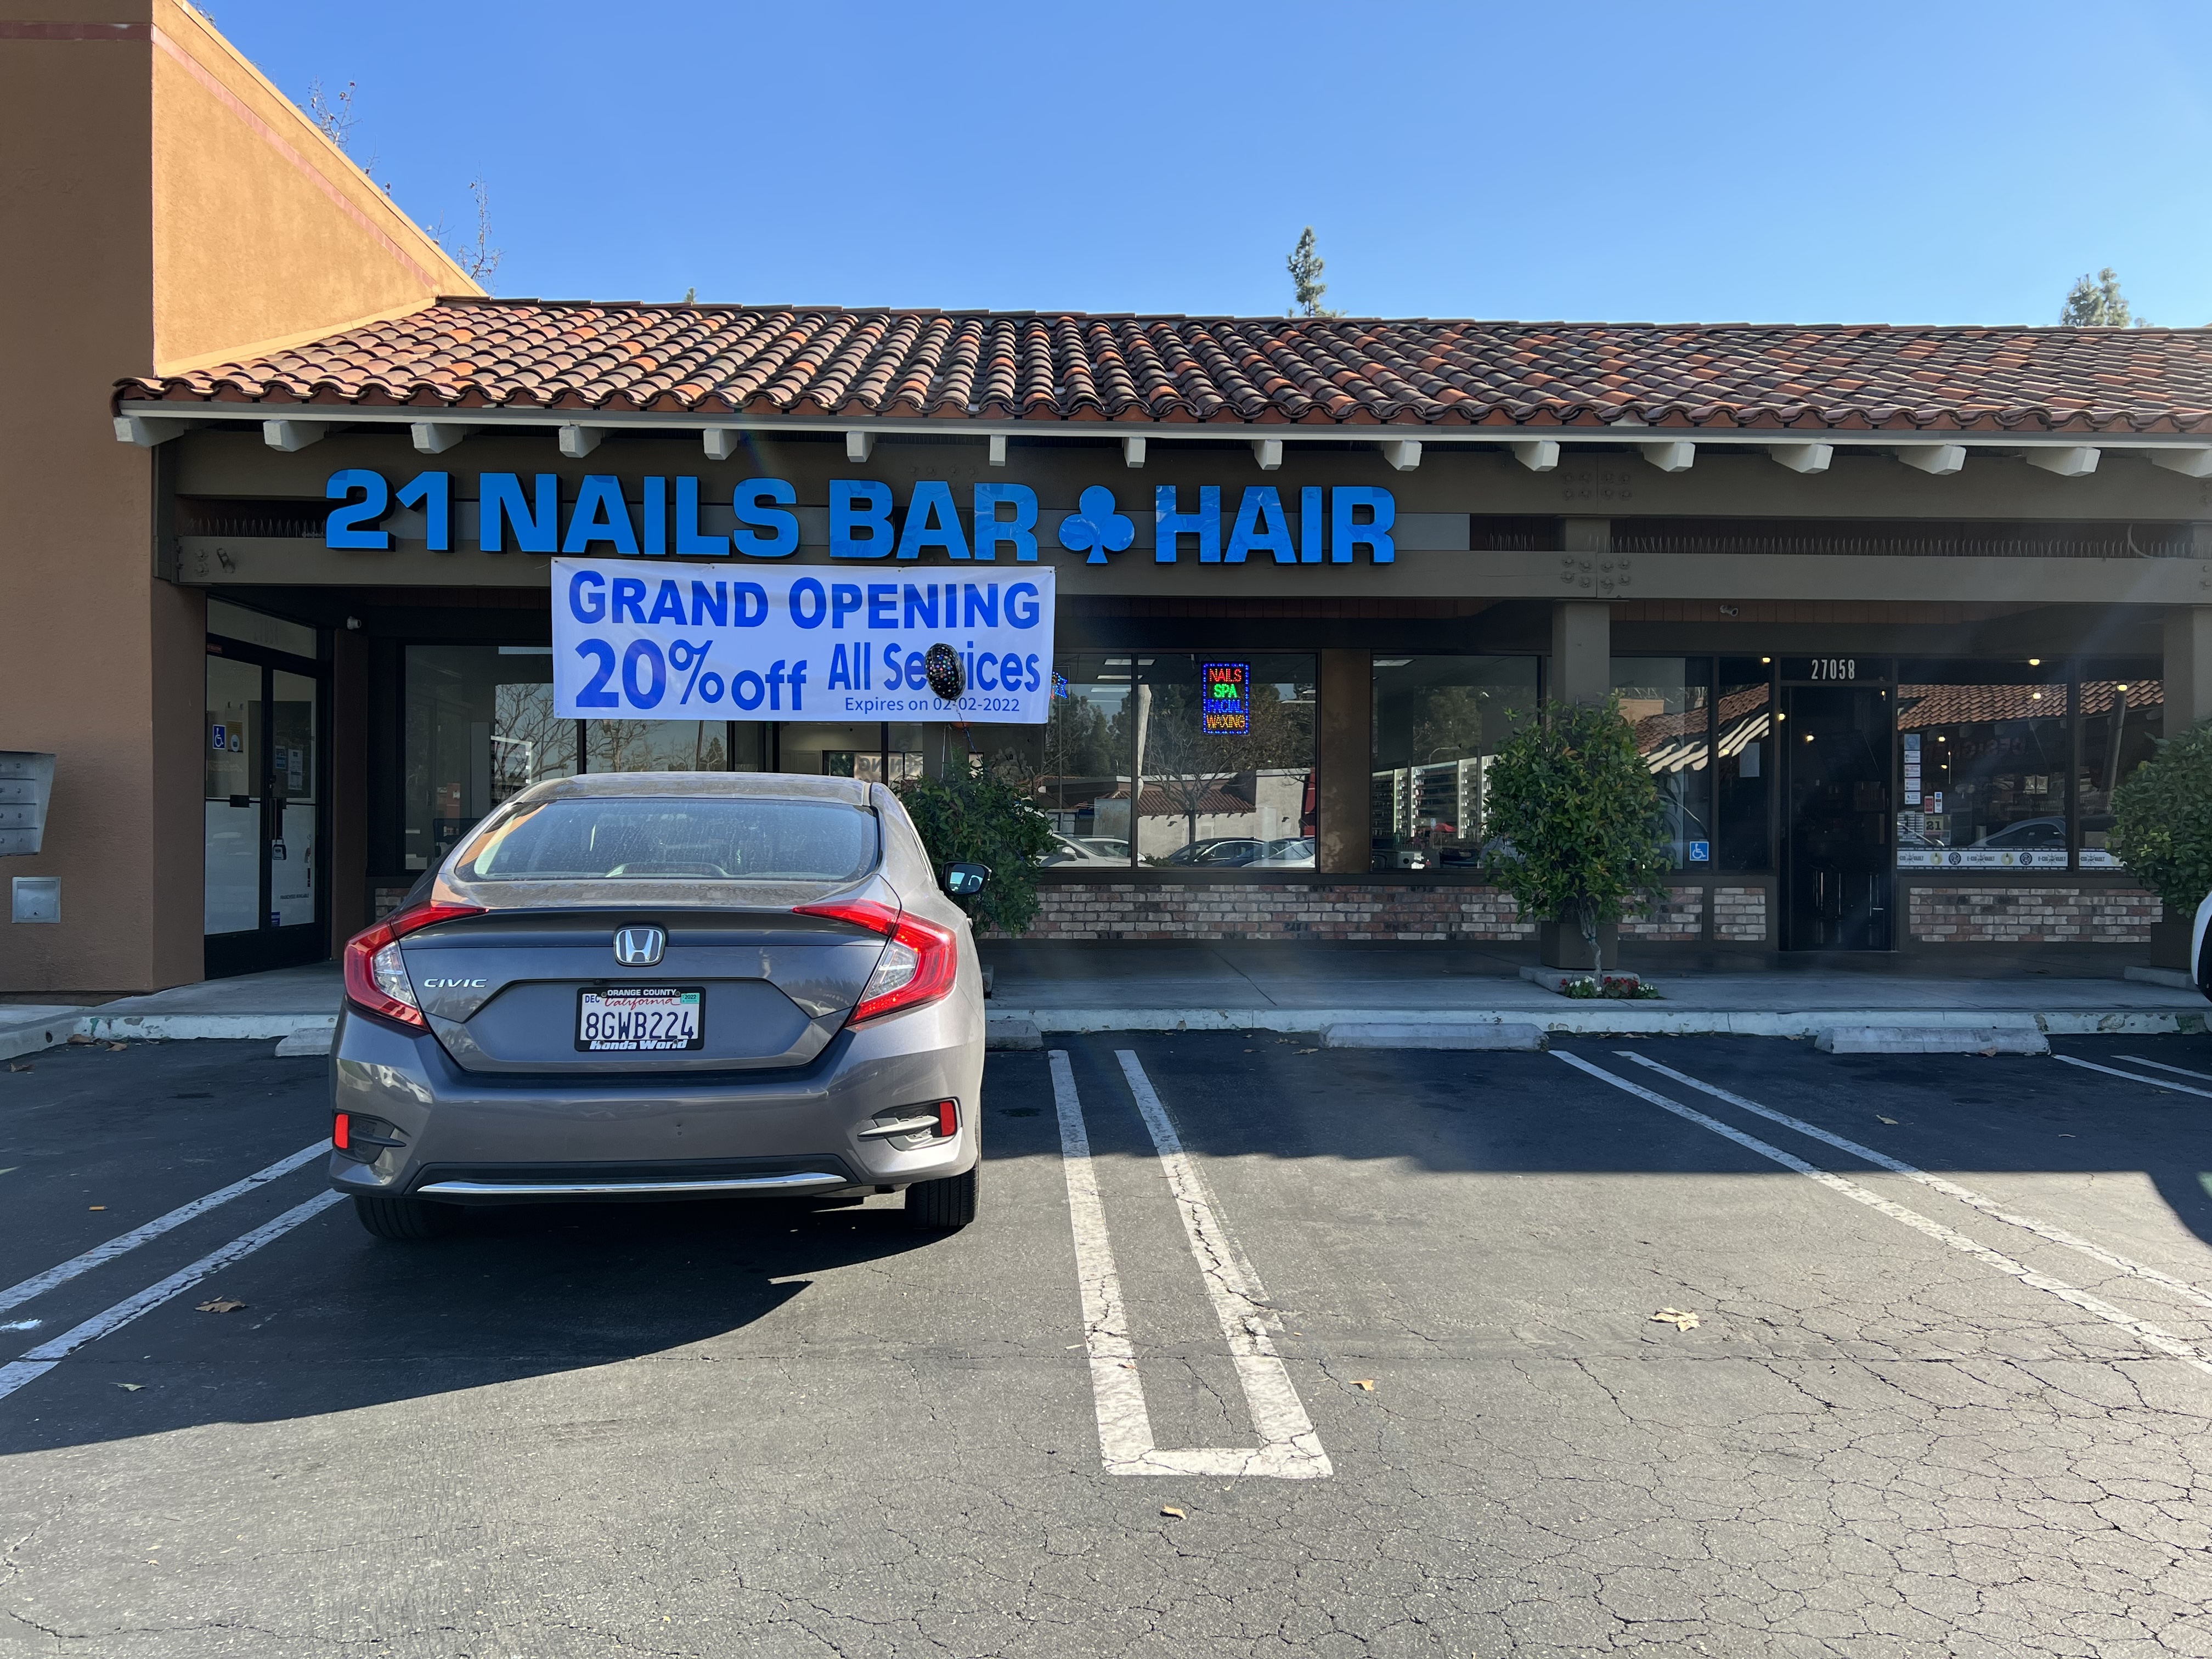 21 NAILS BAR ♣ HAIR
GRAND OPENING
20% off All Services
Expires on 02-02-2022
NAILS
SPA
FACIAL
WAXING
27058
21
CIVIC
ORANGE COUNTY
DEC California 2022
8GWB224
Honda World